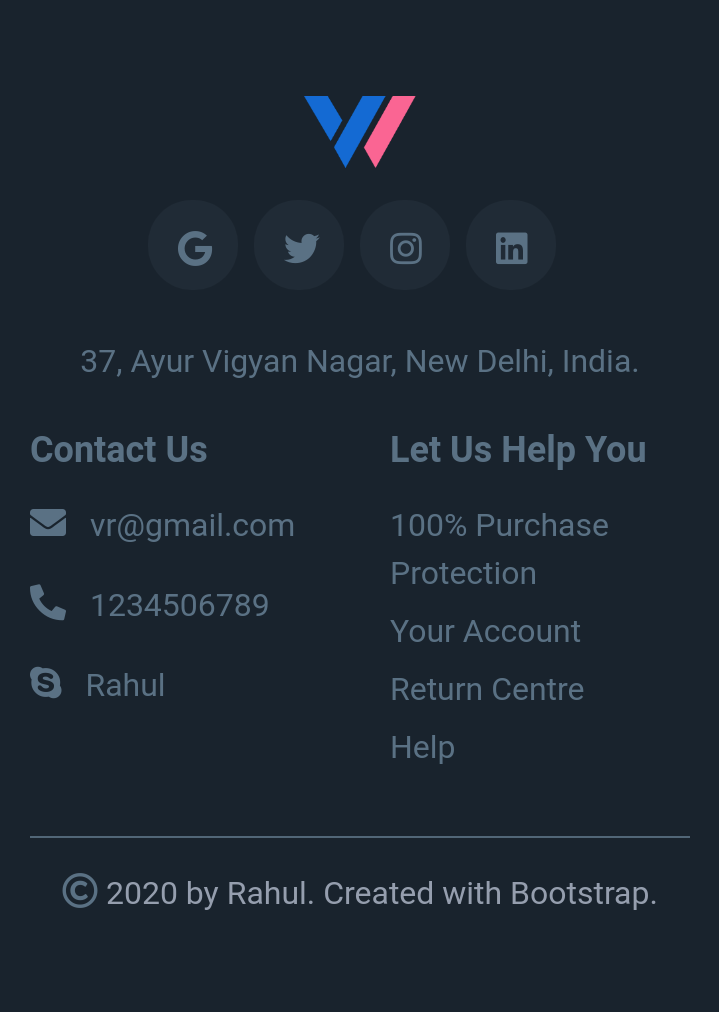 37, Ayur Vigyan Nagar, New Delhi, India.
Contact Us
vr@gmail.com
1234506789
Rahul
Let Us Help You
100% Purchase
Protection
Your Account
Return Centre
Help
© 2020 by Rahul. Created with Bootstrap.